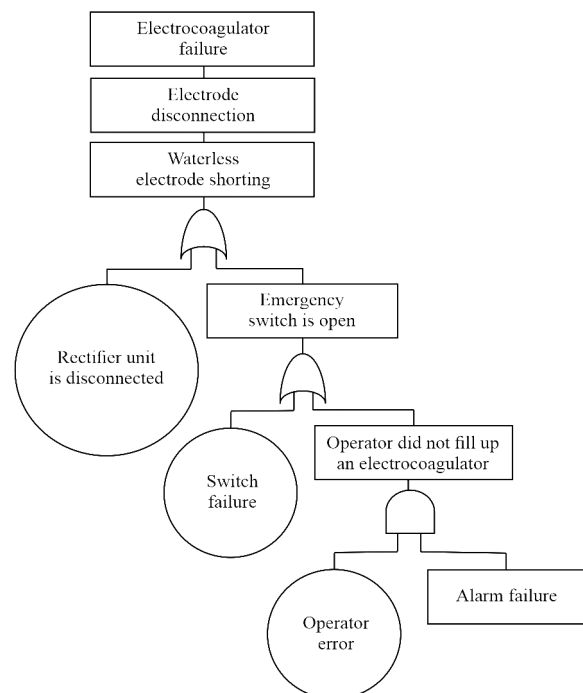 Electrocoagulator
failure
Electrode
disconnection
Waterless
electrode shorting
Emergency
switch is open
Rectifier unit
is disconnected
Operator did not fill up
an electrocoagulator
Switch
failure
Alarm failure
Operator
error